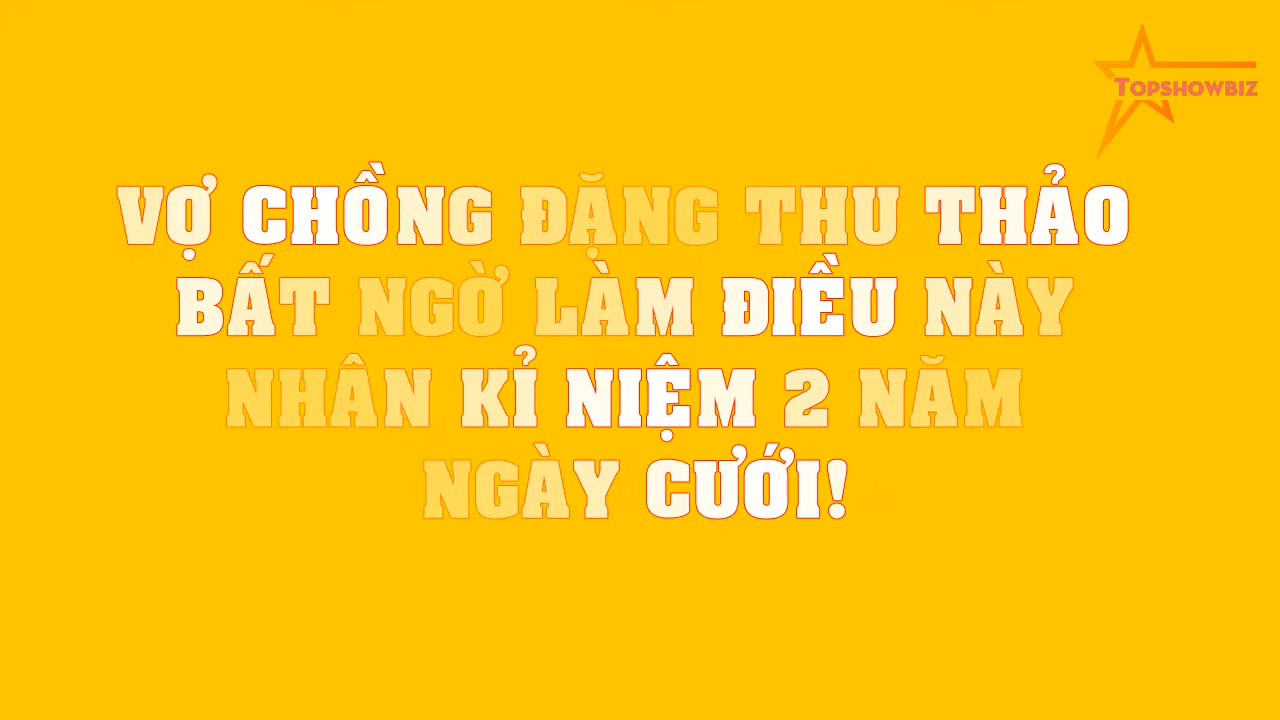 TOPSHOWBIZ
VỢ CHỒNG ĐẶNG THU THẢO
BẤT NGỜ LÀM ĐIỀU NÀY
NHÂN KỈ NIỆM 2 NĂM
NGÀY CƯỚI!